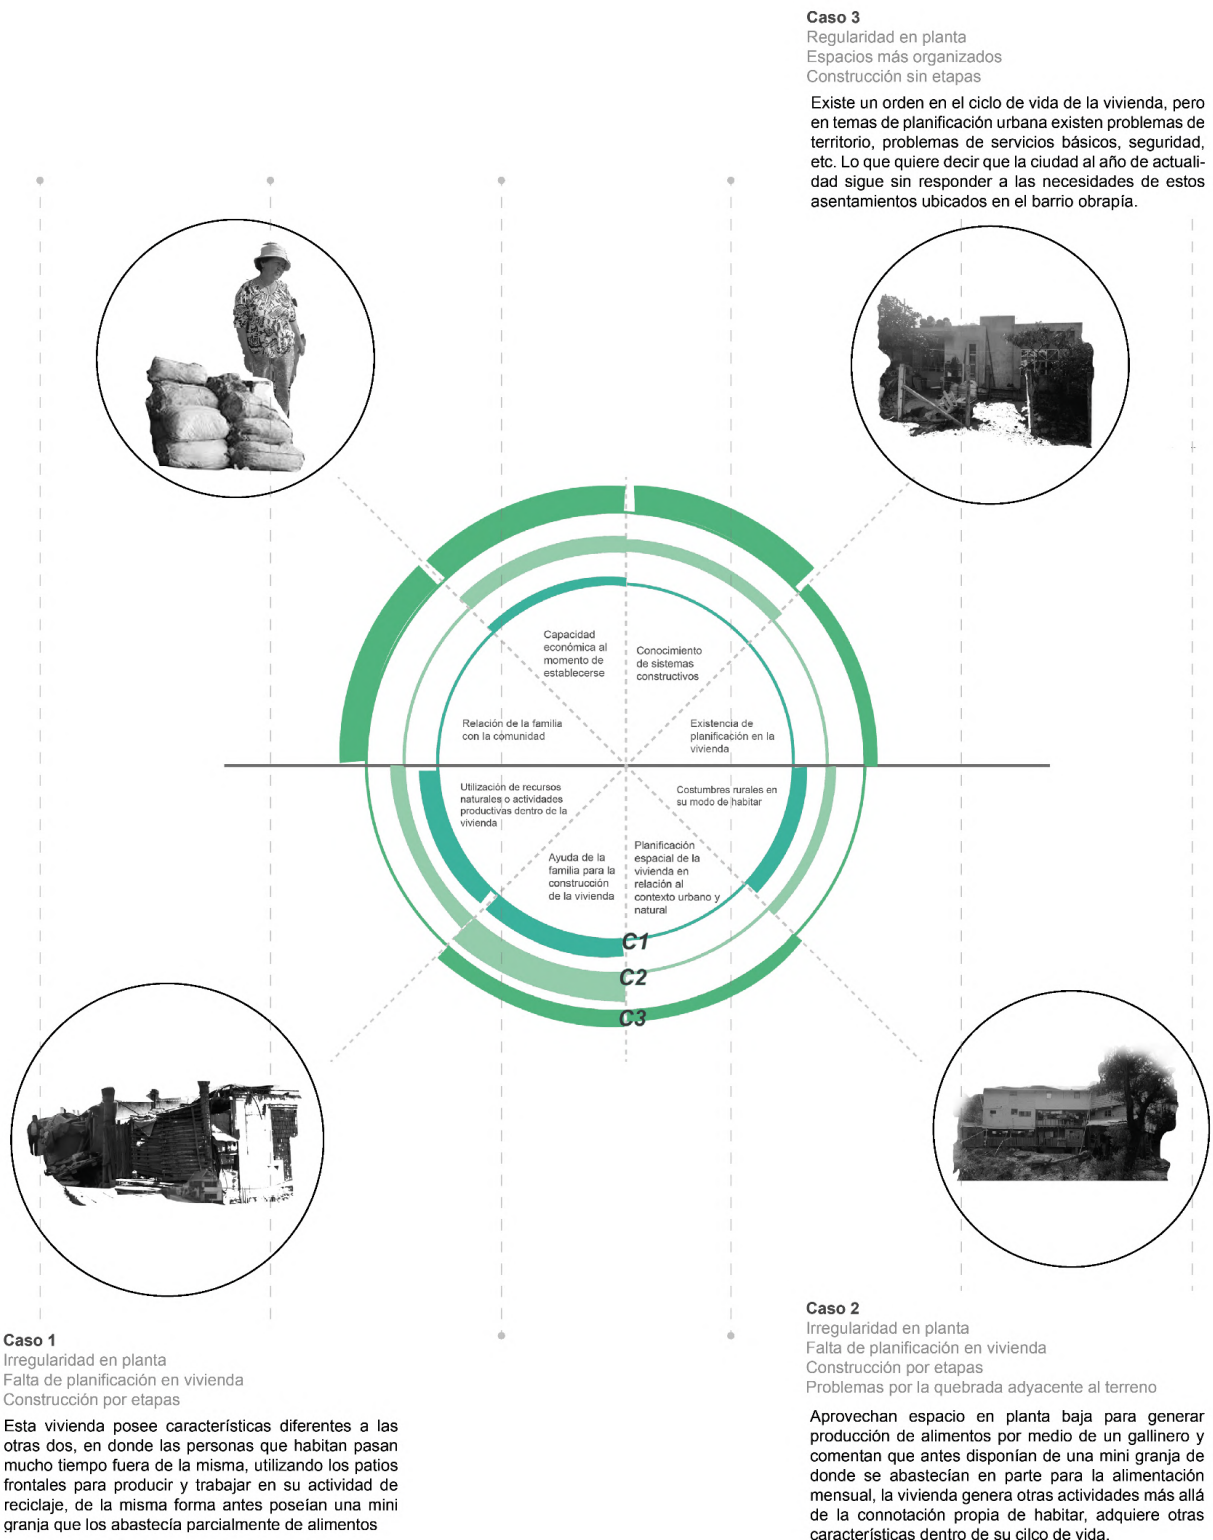 Caso 3
Regularidad en planta
Espacios más organizados
Construcción sin etapas
Existe un orden en el ciclo de vida de la vivienda, pero
en temas de planificación urbana existen problemas de
territorio, problemas de servicios básicos, seguridad,
etc. Lo que quiere decir que la ciudad al año de actuali-
dad sigue sin responder a las necesidades de estos
asentamientos ubicados en el barrio obrapía.
Capacidad
económica al
momento de
establecerse
Conocimiento
de sistemas
constructivos
Relación de la familia
con la comunidad
Existencia de
planificación en la
vivienda
Utilización de recursos
naturales o actividades
productivas dentro de la
vivienda
Costumbres rurales en
su modo de habitar
Ayuda de la
familia para la
construcción
de la vivienda
Planificación
espacial de la
vivienda en
relación al
contexto urbano y
natural
C1
C2
C3
Caso 1
Irregularidad en planta
Falta de planificación en vivienda
Construcción por etapas
Esta vivienda posee características diferentes a las
otras dos, en donde las personas que habitan pasan
mucho tiempo fuera de la misma, utilizando los patios
frontales para producir y trabajar en su actividad de
reciclaje, de la misma forma antes poseían una mini
granja que los abastecía parcialmente de alimentos
Caso 2
Irregularidad en planta
Falta de planificación en vivienda
Construcción por etapas
Problemas por la quebrada adyacente al terreno
Aprovechan espacio en planta baja para generar
producción de alimentos por medio de un gallinero y
comentan que antes disponían de una mini granja de
donde se abastecían en parte para la alimentación
mensual, la vivienda genera otras actividades más allá
de la connotación propia de habitar, adquiere otras
características dentro de su cilco de vida.